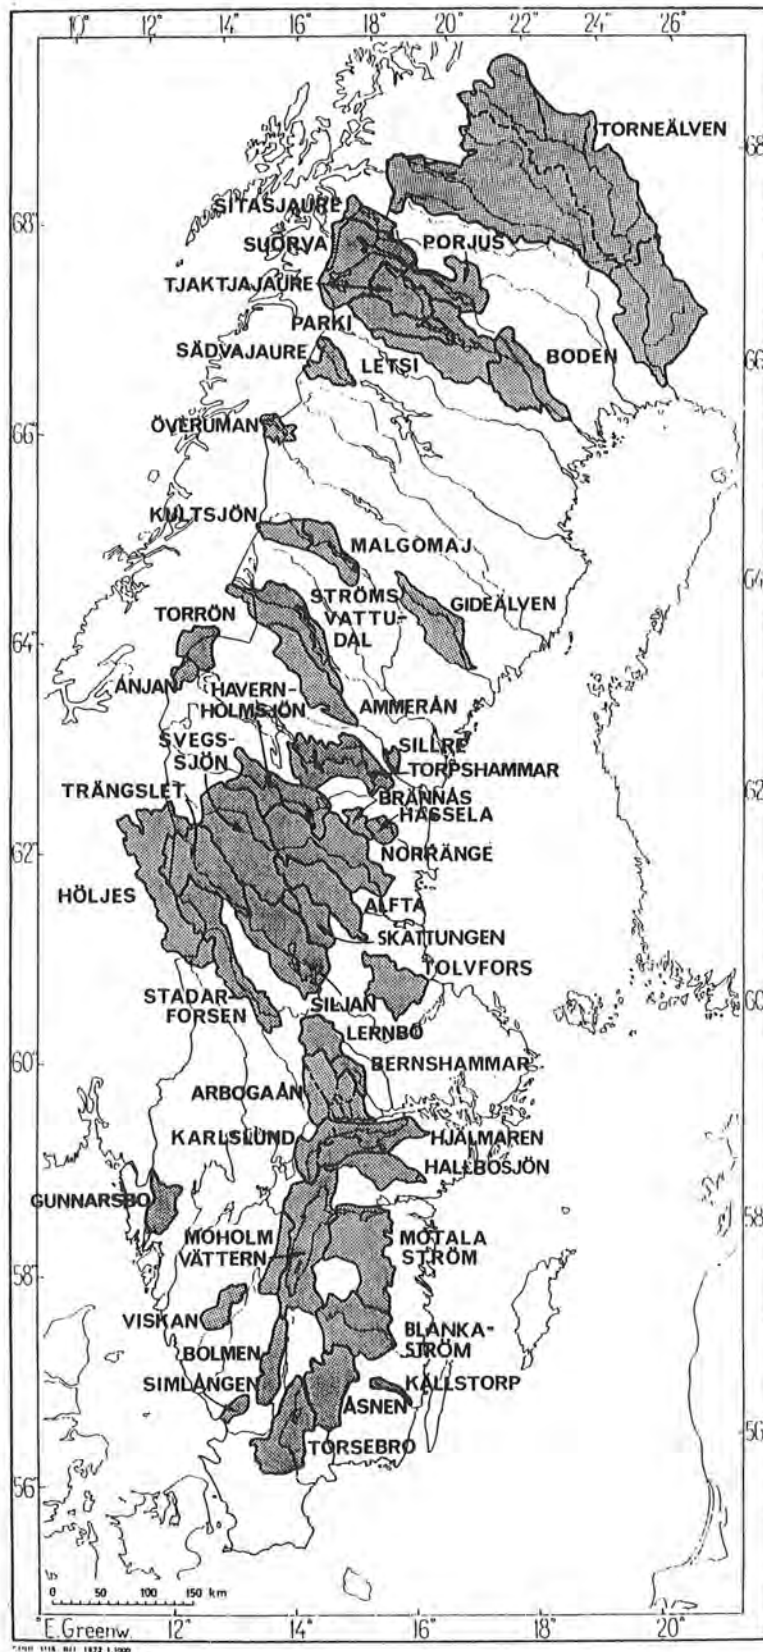 10° 12° 14° 16° 18° 20° 22° 24° 26°
TORNEÄLVEN
68°
SITASJAURE
68°
SUORVA
PORJUS
TJAKTJAJAURE
PARKI
BODEN
66°
SÄDVAJAURE
LETSI
ÖVERUMAN
66°
KULTSJÖN
MALGOMAJ
64°
STRÖMS
VATTU-
DAL
GIDEÄLVEN
TORRÖN
64°
ANJAN
HAVERN-
HOLMSJÖN
AMMERÅN
SVEGS-
SJÖN
SILLRE
TORPSHAMMAR
TRÄNGSLET
BRÄNNÅS
62°
HASSELA
NORRÄNGE
62°
HÖLJES
ALFTA
SKATTUNGEN
TOLVFORS
STADAR-
FORSEN
SILJAN
60°
LERNBO
60°
BERNSHAMMAR
ARBOGAÅN
KARLSLUND
HJÄLMAREN
HALLBOSJÖN
GUNNARSBO
58°
MOHOLM
VÄTTERN
MOTALA
STRÖM
58°
VISKAN
BLANKA-
STRÖM
BOLMEN
SIMLÅNGEN
KÄLLSTORP
ÅSNEN
TORSEBRO
56°
56°
0 50 100 150 km
°E.Greenw. 12° 14° 16° 18° 20°